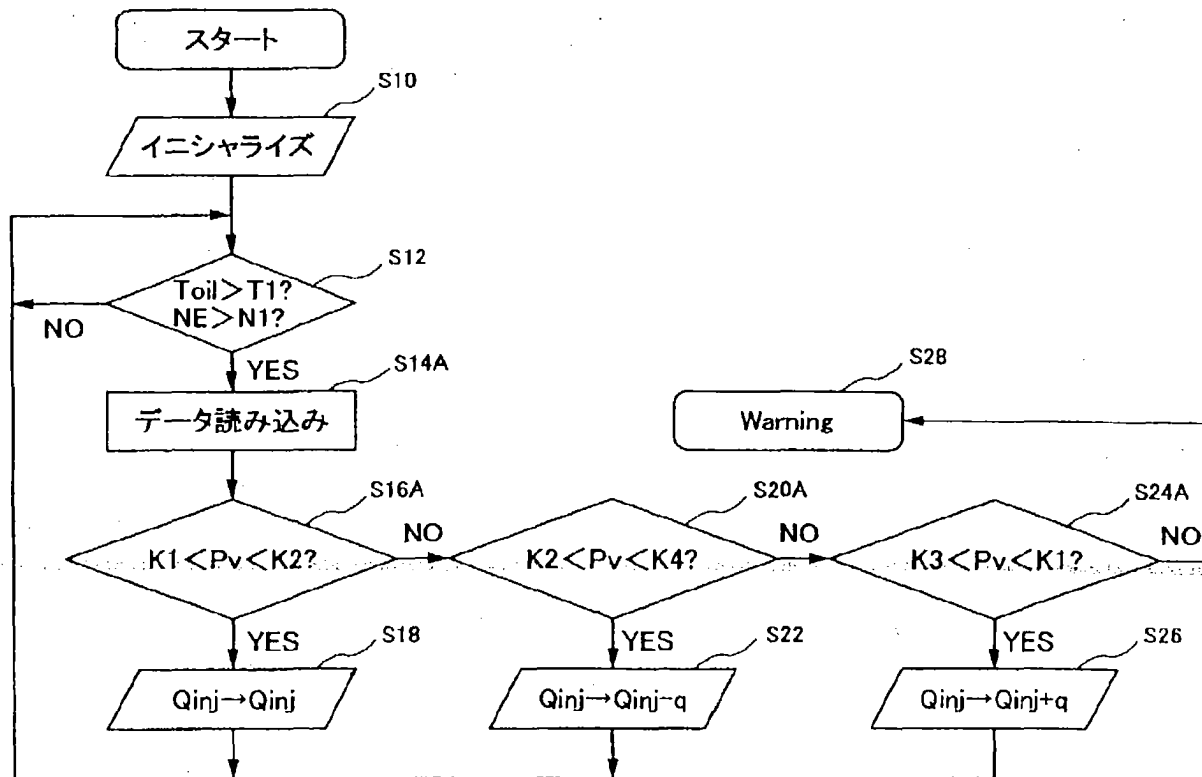 スタート
S10
イニシャライズ
S12
Toil>T1?
NE>N1?
NO
YES
S14A
データ読み込み
S28
Warning
S16A
K1<Pv<K2?
NO
S20A
K2<Pv<K4?
NO
S24A
K3<Pv<K1?
NO
YES
S18
Qinj→Qinj
YES
S22
Qinj→Qinj-q
YES
S26
Qinj→Qinj+q